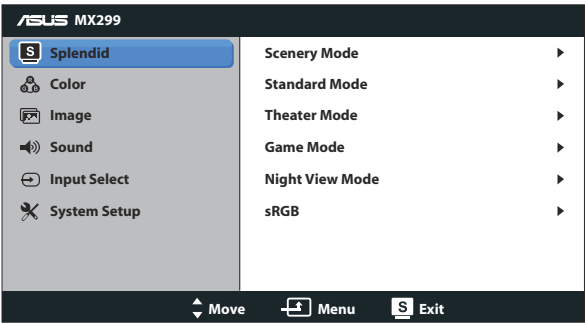 ASUS MX299
S Splendid
Color
Image
Sound
Input Select
System Setup
Scenery Mode
Standard Mode
Theater Mode
Game Mode
Night View Mode
sRGB
Move Menu S Exit